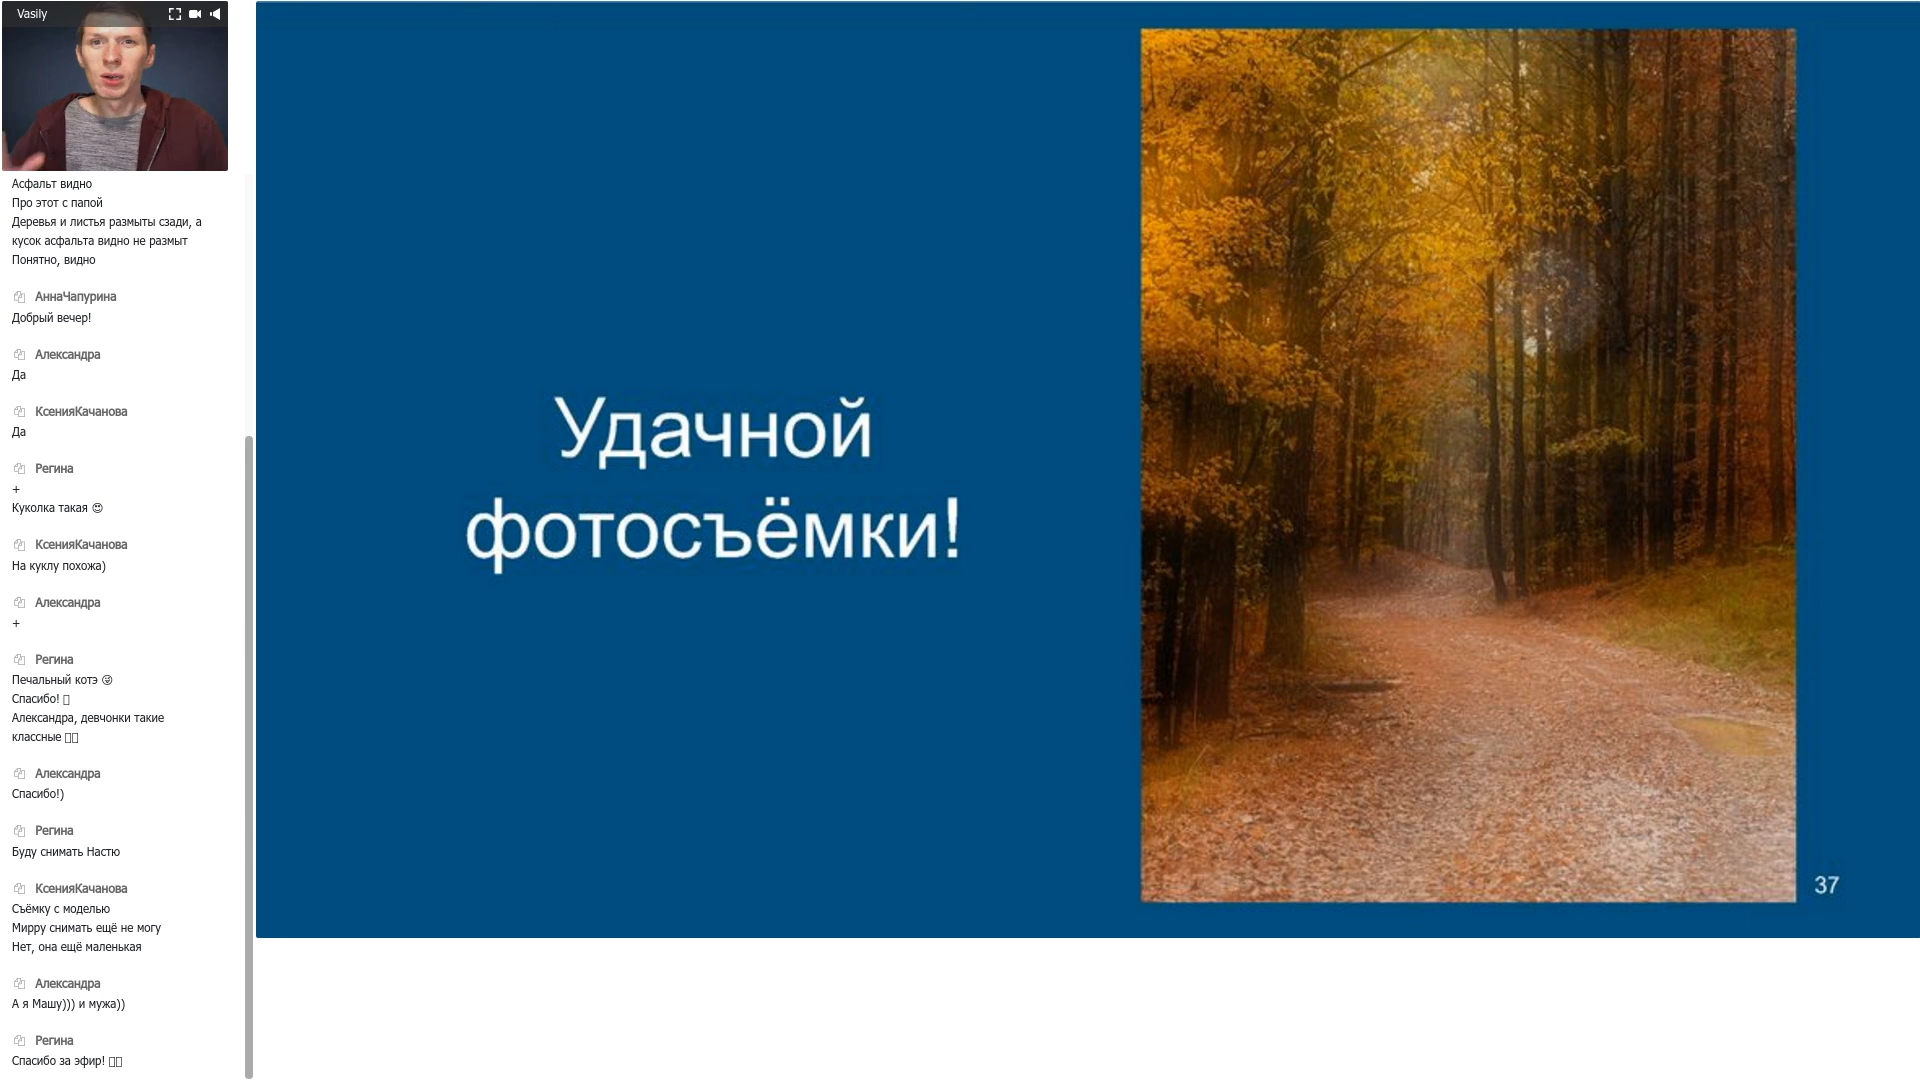 Vasily
Асфальт видно
Про этот с папой
Деревья и листья размыты сзади, а
кусок асфальта видно не размыт
Понятно, видно
АннаЧапурина
Добрый вечер!
Александра
Да
КсенияКачанова
Да
Регина
+
Куколка такая 😍
КсенияКачанова
На куклу похожа)
Александра
+
Регина
Печальный котэ 😜
Спасибо!
Александра, девчонки такие
классные
Александра
Спасибо!)
Регина
Буду снимать Настю
КсенияКачанова
Съёмку с моделью
Мирру снимать ещё не могу
Нет, она ещё маленькая
Александра
А я Машу))) и мужа))
Регина
Спасибо за эфир!
Удачной
фотосъёмки!
37